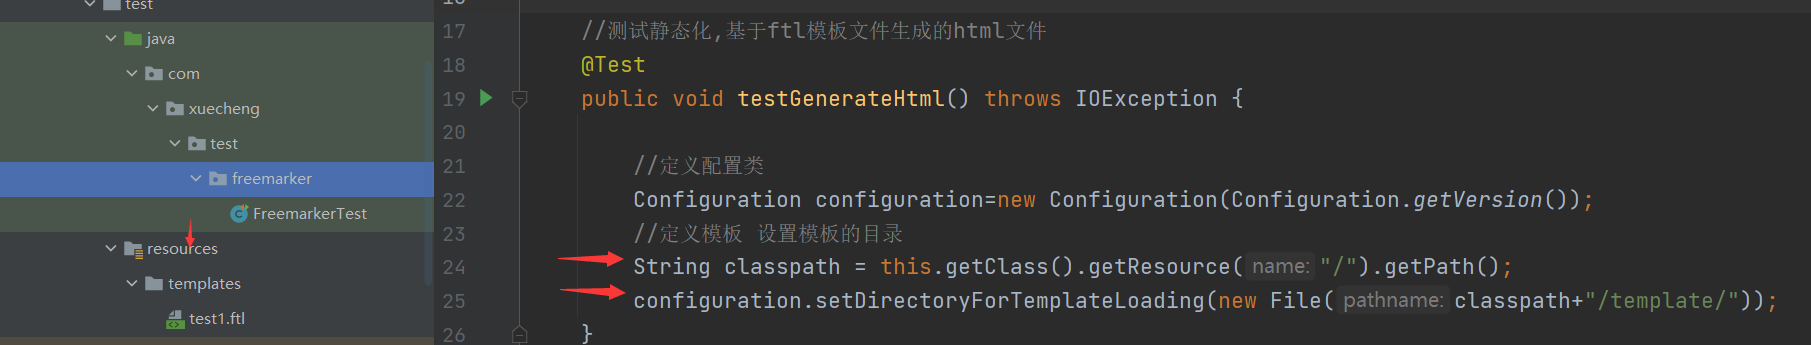 test
java
com
xuecheng
test
freemarker
FreemarkerTest
resources
templates
test1.ftl
17 //测试静态化,基于ftl模板文件生成的html文件
18 @Test
19 public void testGenerateHtml() throws IOException {
20
21 //定义配置类
22 Configuration configuration=new Configuration(Configuration.getVersion());
23 //定义模板 设置模板的目录
24 String classpath = this.getClass().getResource( name: "/").getPath();
25 configuration.setDirectoryForTemplateLoading(new File( pathname: classpath+"/template/"));
26 }